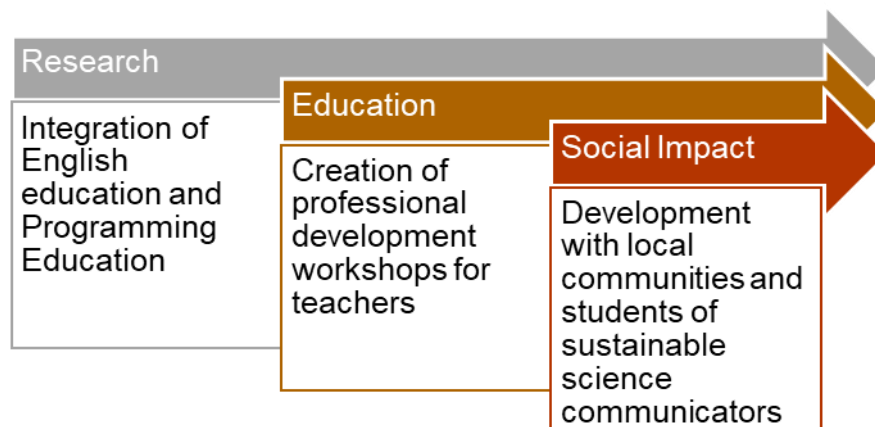 Research
Integration of
English
education and
Programming
Education
Education
Creation of
professional
development
workshops for
teachers
Social Impact
Development
with local
communities and
students of
sustainable
science
communicators